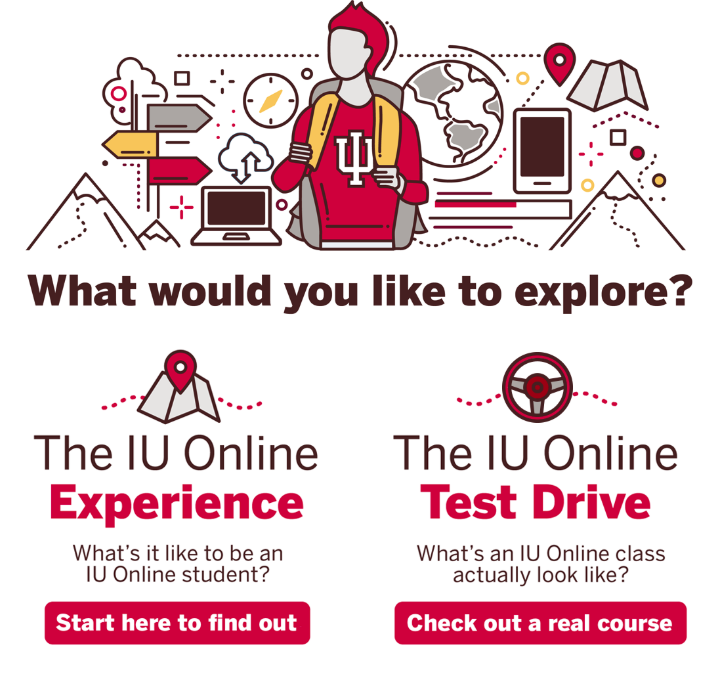 What would you like to explore?
The IU Online
Experience
What's it like to be an
IU Online student?
Start here to find out
The IU Online
Test Drive
What's an IU Online class
actually look like?
Check out a real course